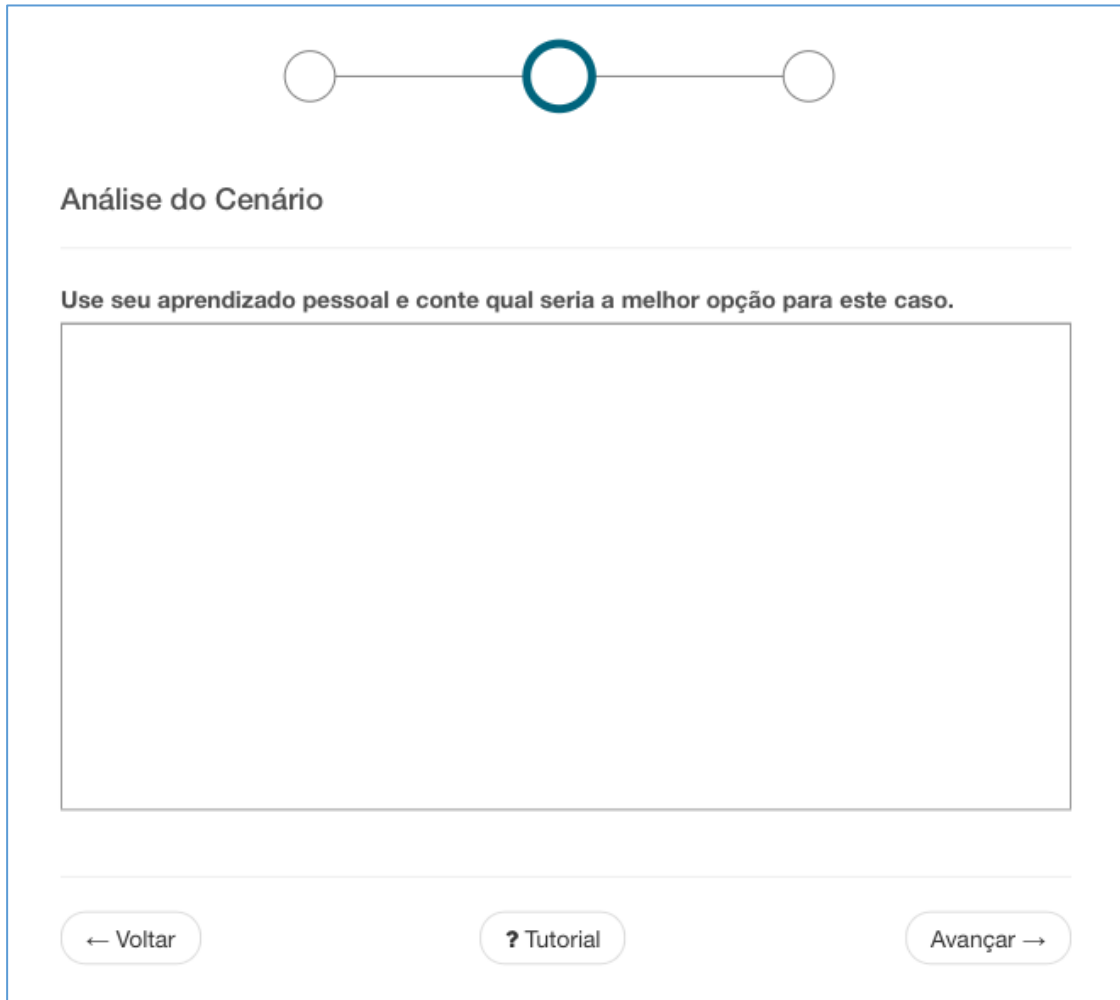 Análise do Cenário
Use seu aprendizado pessoal e conte qual seria a melhor opção para este caso.
← Voltar
? Tutorial
Avançar →